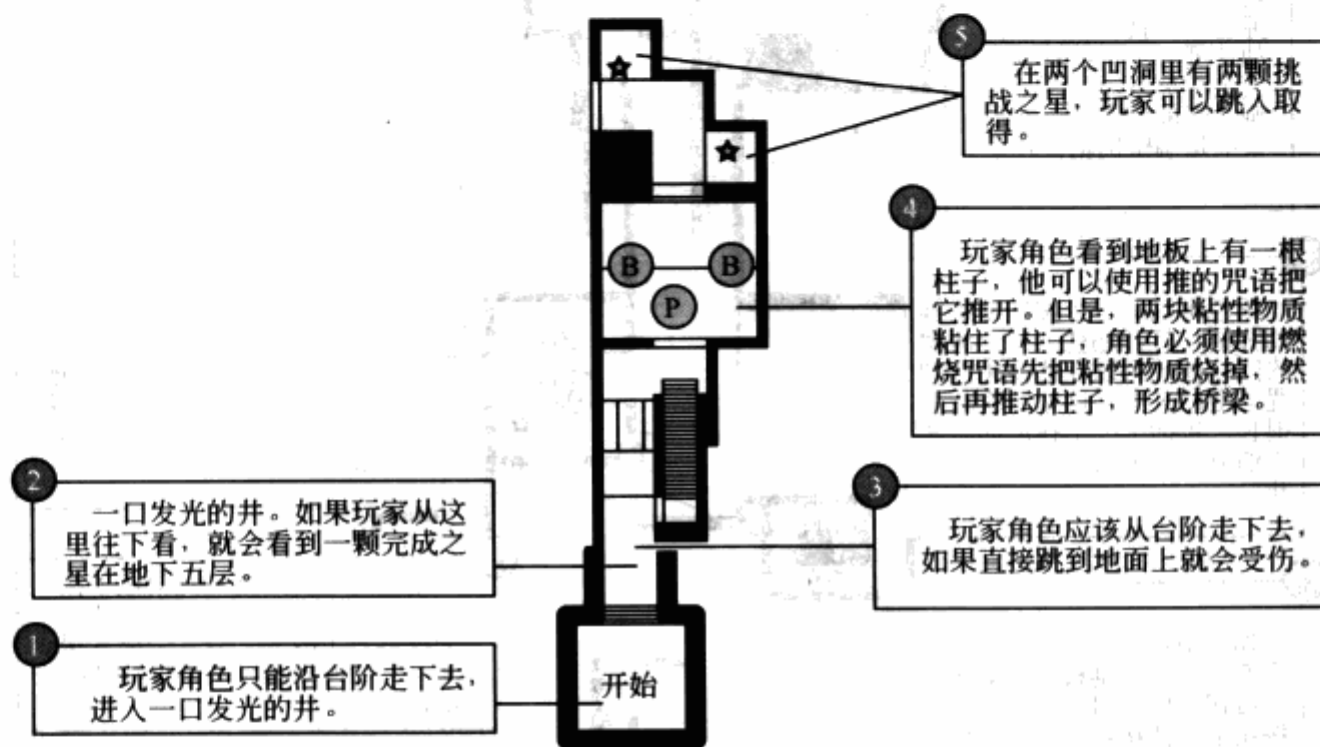 5
在两个凹洞里有两颗挑
战之星，玩家可以跳入取
得。
4
玩家角色看到地板上有一根
柱子，他可以使用推的咒语把
它推开。但是，两块粘性物质
粘住了柱子，角色必须使用燃
烧咒语先把粘性物质烧掉，然
后再推动柱子，形成桥梁。
B
B
P
2
一口发光的井。如果玩家从这
里往下看，就会看到一颗完成之
星在地下五层。
3
玩家角色应该从台阶走下去，
如果直接跳到地面上就会受伤。
1
玩家角色只能沿台阶走下去，
进入一口发光的井。
开始